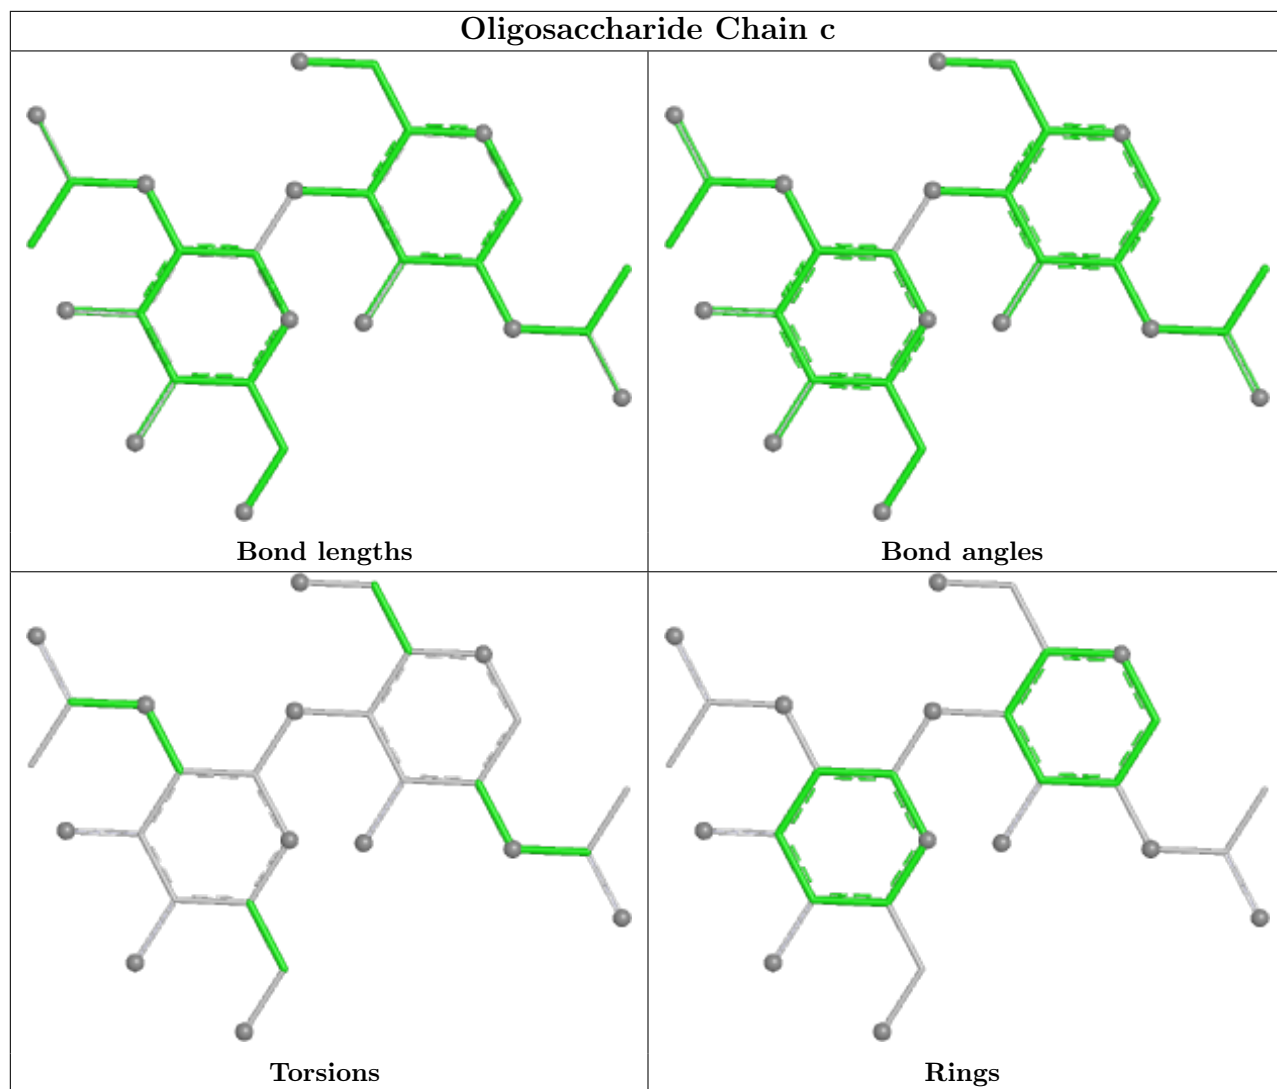 Oligosaccharide Chain c
Bond lengths
Bond angles
Torsions
Rings